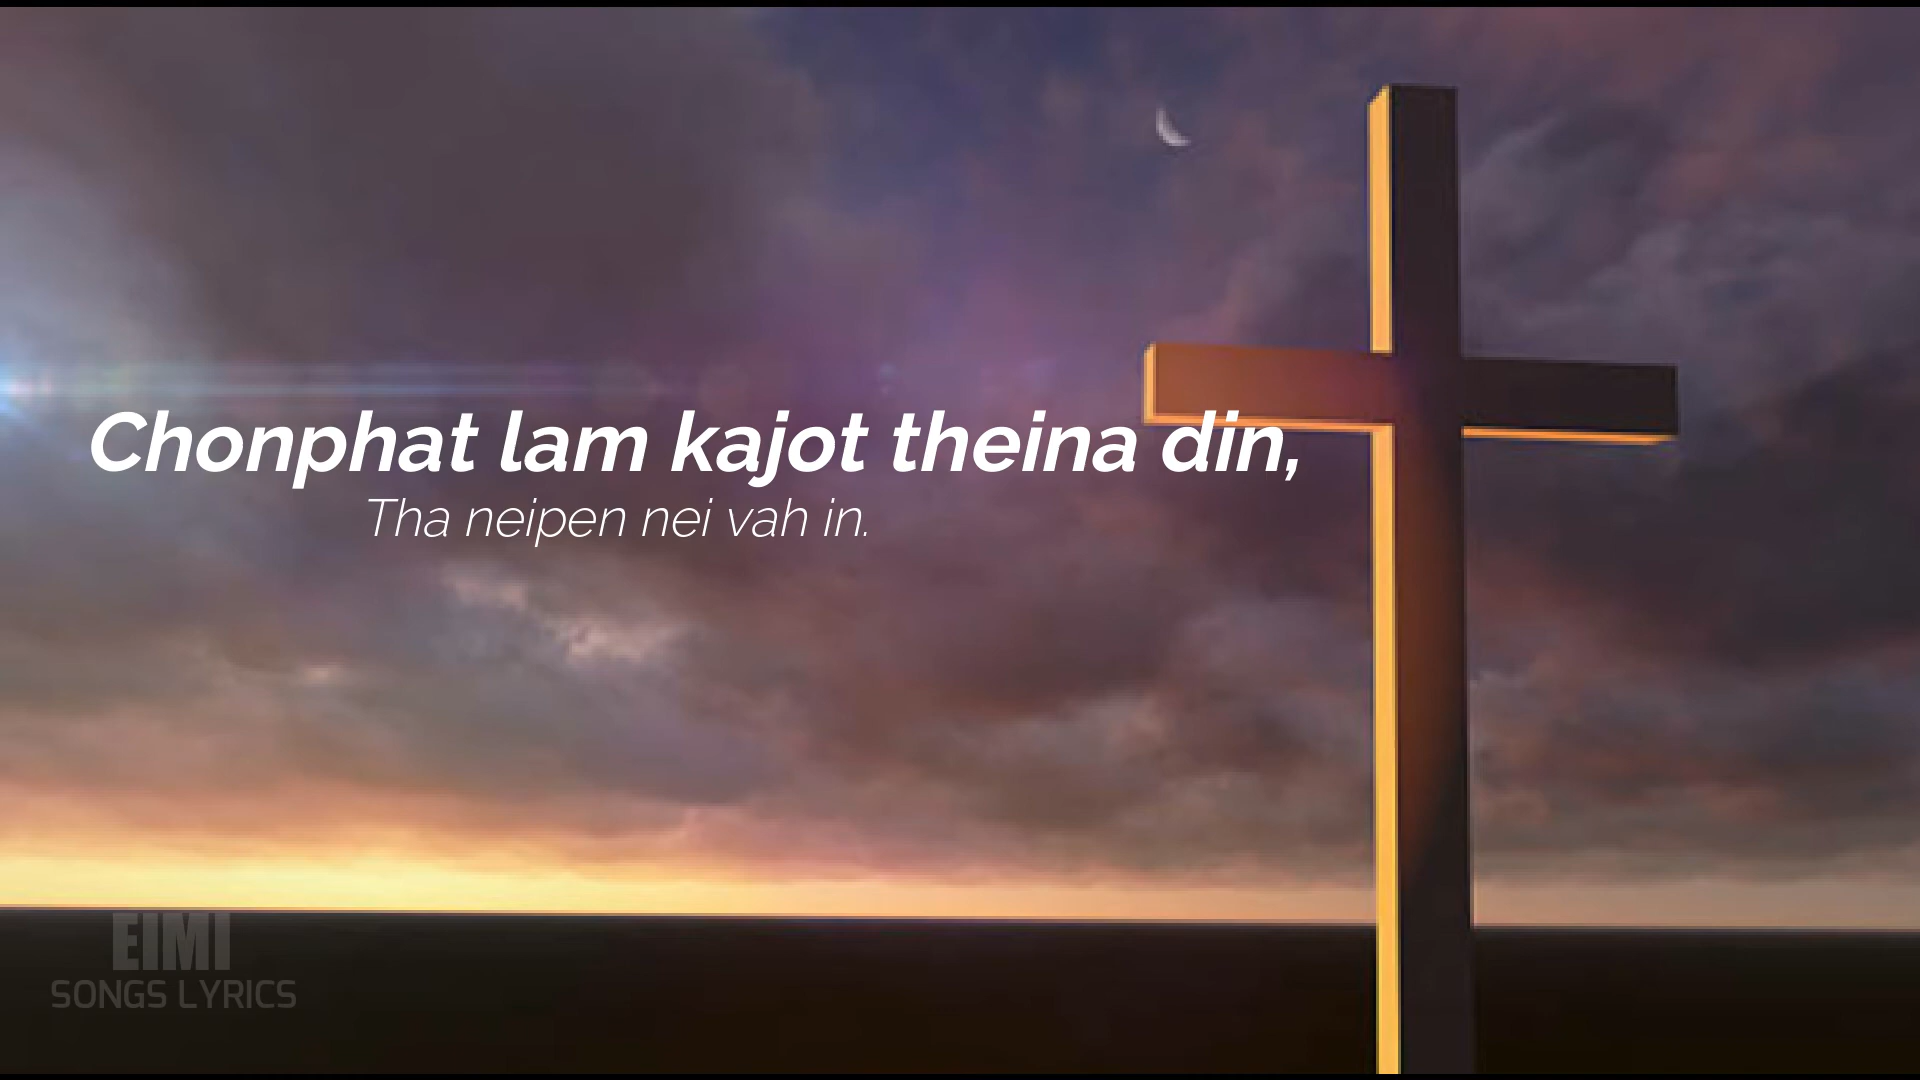 Chonphat lam kajot theina din,
Tha neipen nei vah in.
EIMI
SONGS LYRICS